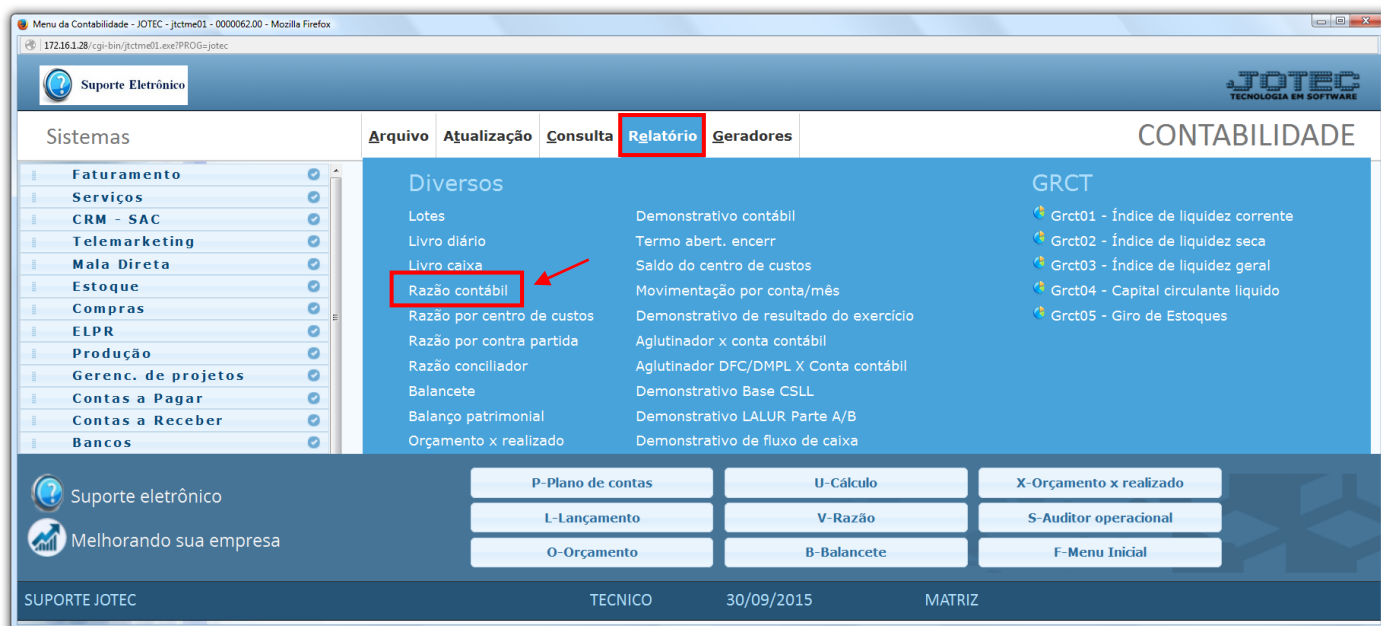 Menu da Contabilidade - JOTEC - jtctme01 - 0000062.00 - Mozilla Firefox
172.16.1.28/cgi-bin/jtctme01.exe?PROG=jotec
Suporte Eletrônico
JOTEC
TECNOLOGIA EM SOFTWARE
Sistemas
Arquivo Atualização Consulta Relatório Geradores
CONTABILIDADE
Faturamento
Serviços
CRM - SAC
Telemarketing
Mala Direta
Estoque
Compras
ELPR
Produção
Gerenc. de projetos
Contas a Pagar
Contas a Receber
Bancos
Diversos
Lotes
Livro diário
Livro caixa
Razão contábil
Razão por centro de custos
Razão por contra partida
Razão conciliador
Balancete
Balanço patrimonial
Orçamento x realizado
Demonstrativo contábil
Termo abert. encerr
Saldo do centro de custos
Movimentação por conta/mês
Demonstrativo de resultado do exercício
Aglutinador x conta contábil
Aglutinador DFC/DMPL X Conta contábil
Demonstrativo Base CSLL
Demonstrativo LALUR Parte A/B
Demonstrativo de fluxo de caixa
GRCT
Grct01 - Índice de liquidez corrente
Grct02 - Índice de liquidez seca
Grct03 - Índice de liquidez geral
Grct04 - Capital circulante liquido
Grct05 - Giro de Estoques
Suporte eletrônico
Melhorando sua empresa
P-Plano de contas
U-Cálculo
X-Orçamento x realizado
L-Lançamento
V-Razão
S-Auditor operacional
O-Orçamento
B-Balancete
F-Menu Inicial
SUPORTE JOTEC
TECNICO
30/09/2015
MATRIZ